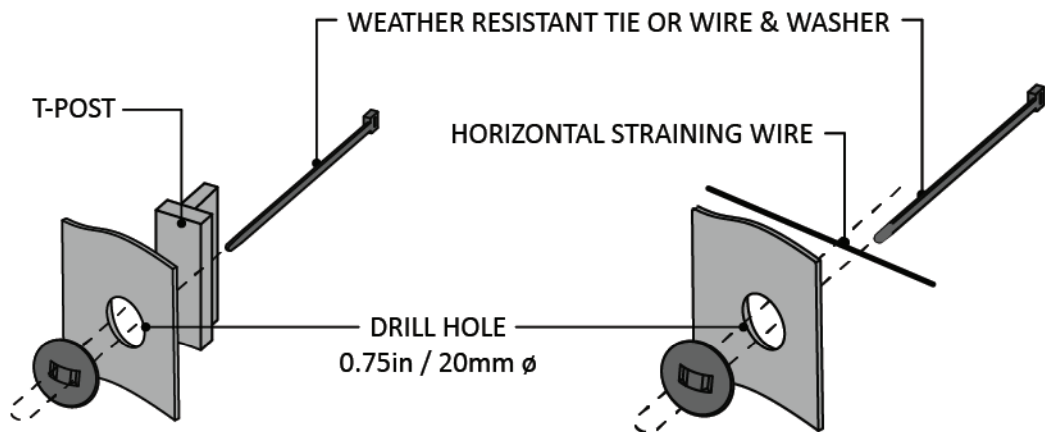 WEATHER RESISTANT TIE OR WIRE & WASHER
T-POST
HORIZONTAL STRAINING WIRE
DRILL HOLE
0.75in / 20mm ø